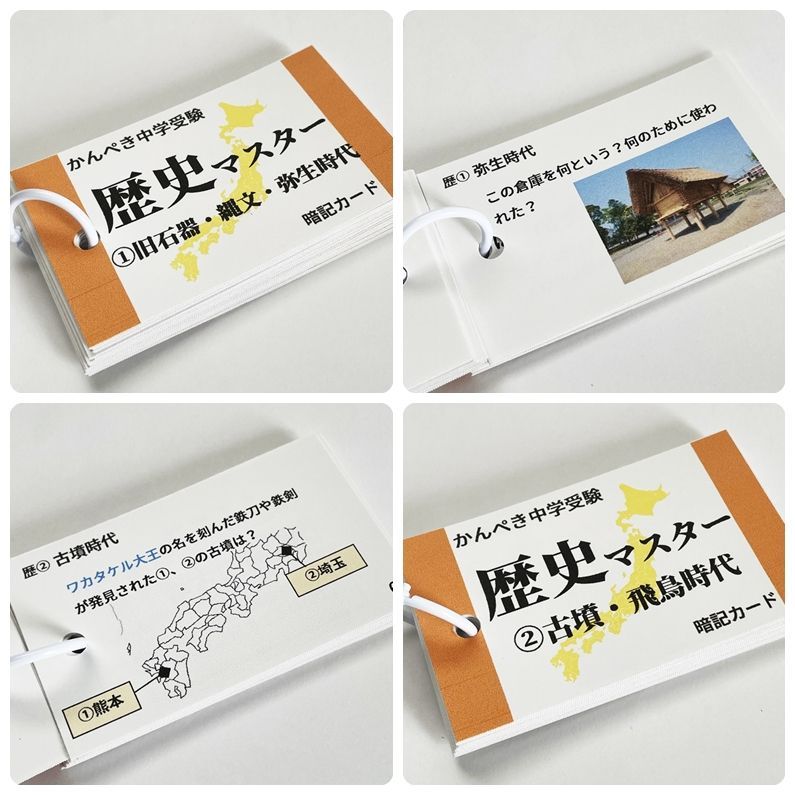 かんぺき中学受験
歴史マスター
①旧石器・縄文・弥生時代
暗記カード
歴① 弥生時代
この倉庫を何という？何のために使わ
れた？
歴② 古墳時代
ワカタケル大王の名を刻んだ鉄刀や鉄剣
が発見された①、②の古墳は？
②埼玉
①熊本
かんぺき中学受験
歴史マスター
②古墳・飛鳥時代
暗記カード